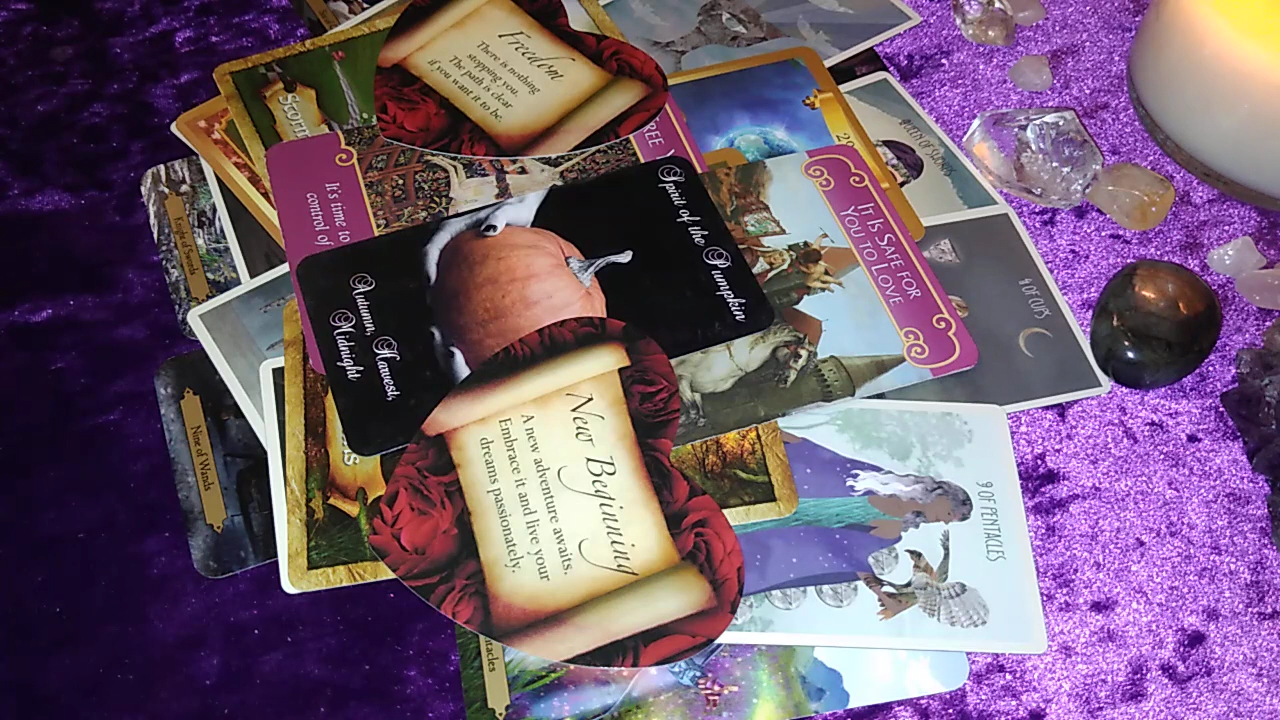 Freedom
There is nothing
stopping you.
The path is clear
if you want it to be.
It's time to
control of
Spirit of the Pumpkin
Autumn, Harvest,
Midnight
IT IS SAFE FOR
YOU TO LOVE
OF SWORDS
9 OF CUPS
Knight of Swords
Nine of Wands
New Beginning
A new adventure awaits.
Embrace it and live your
dreams passionately.
9 OF PENTACLES